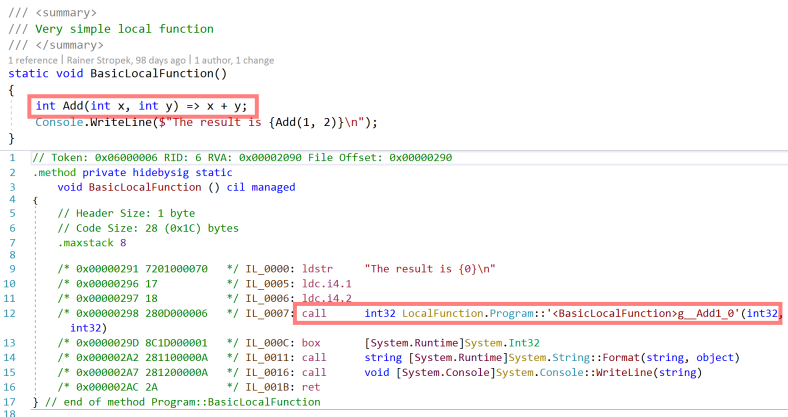 /// <summary>
/// Very simple local function
/// </summary>
1 reference | Rainer Stropek, 98 days ago | 1 author, 1 change
static void BasicLocalFunction()
{
int Add(int x, int y) => x + y;
Console.WriteLine($"The result is {Add(1, 2)}\n");
}
1 // Token: 0x06000006 RID: 6 RVA: 0x00002090 File Offset: 0x00000290
2 .method private hidebysig static
3 void BasicLocalFunction () cil managed
4 {
5 // Header Size: 1 byte
6 // Code Size: 28 (0x1C) bytes
7 .maxstack 8
8
9 /* 0x00000291 7201000070 */ IL_0000: ldstr "The result is {0}\n"
10 /* 0x00000296 17 */ IL_0005: ldc.i4.1
11 /* 0x00000297 18 */ IL_0006: ldc.i4.2
12 /* 0x00000298 280D000006 */ IL_0007: call int32 LocalFunction.Program::'<BasicLocalFunction>g__Add1_0'(int32,
int32)
13 /* 0x0000029D 8C1D000001 */ IL_000C: box [System.Runtime]System.Int32
14 /* 0x000002A2 281100000A */ IL_0011: call string [System.Runtime]System.String::Format(string, object)
15 /* 0x000002A7 281200000A */ IL_0016: call void [System.Console]System.Console::WriteLine(string)
16 /* 0x000002AC 2A */ IL_001B: ret
17 } // end of method Program::BasicLocalFunction
18